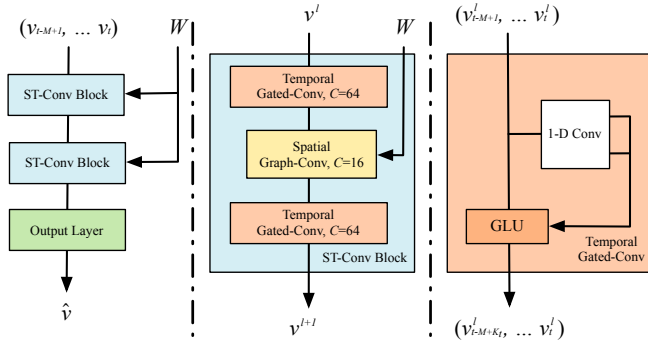 (v_{t-M+1}, ... v_t) W
ST-Conv Block
ST-Conv Block
Output Layer
v̂
v^l
W
Temporal
Gated-Conv, C=64
Spatial
Graph-Conv, C=16
Temporal
Gated-Conv, C=64
ST-Conv Block
v^{l+1}
(v^l_{t-M+1}, ... v^l_t)
1-D Conv
GLU
Temporal
Gated-Conv
(v^l_{t-M+K_t}, ... v^l_t)